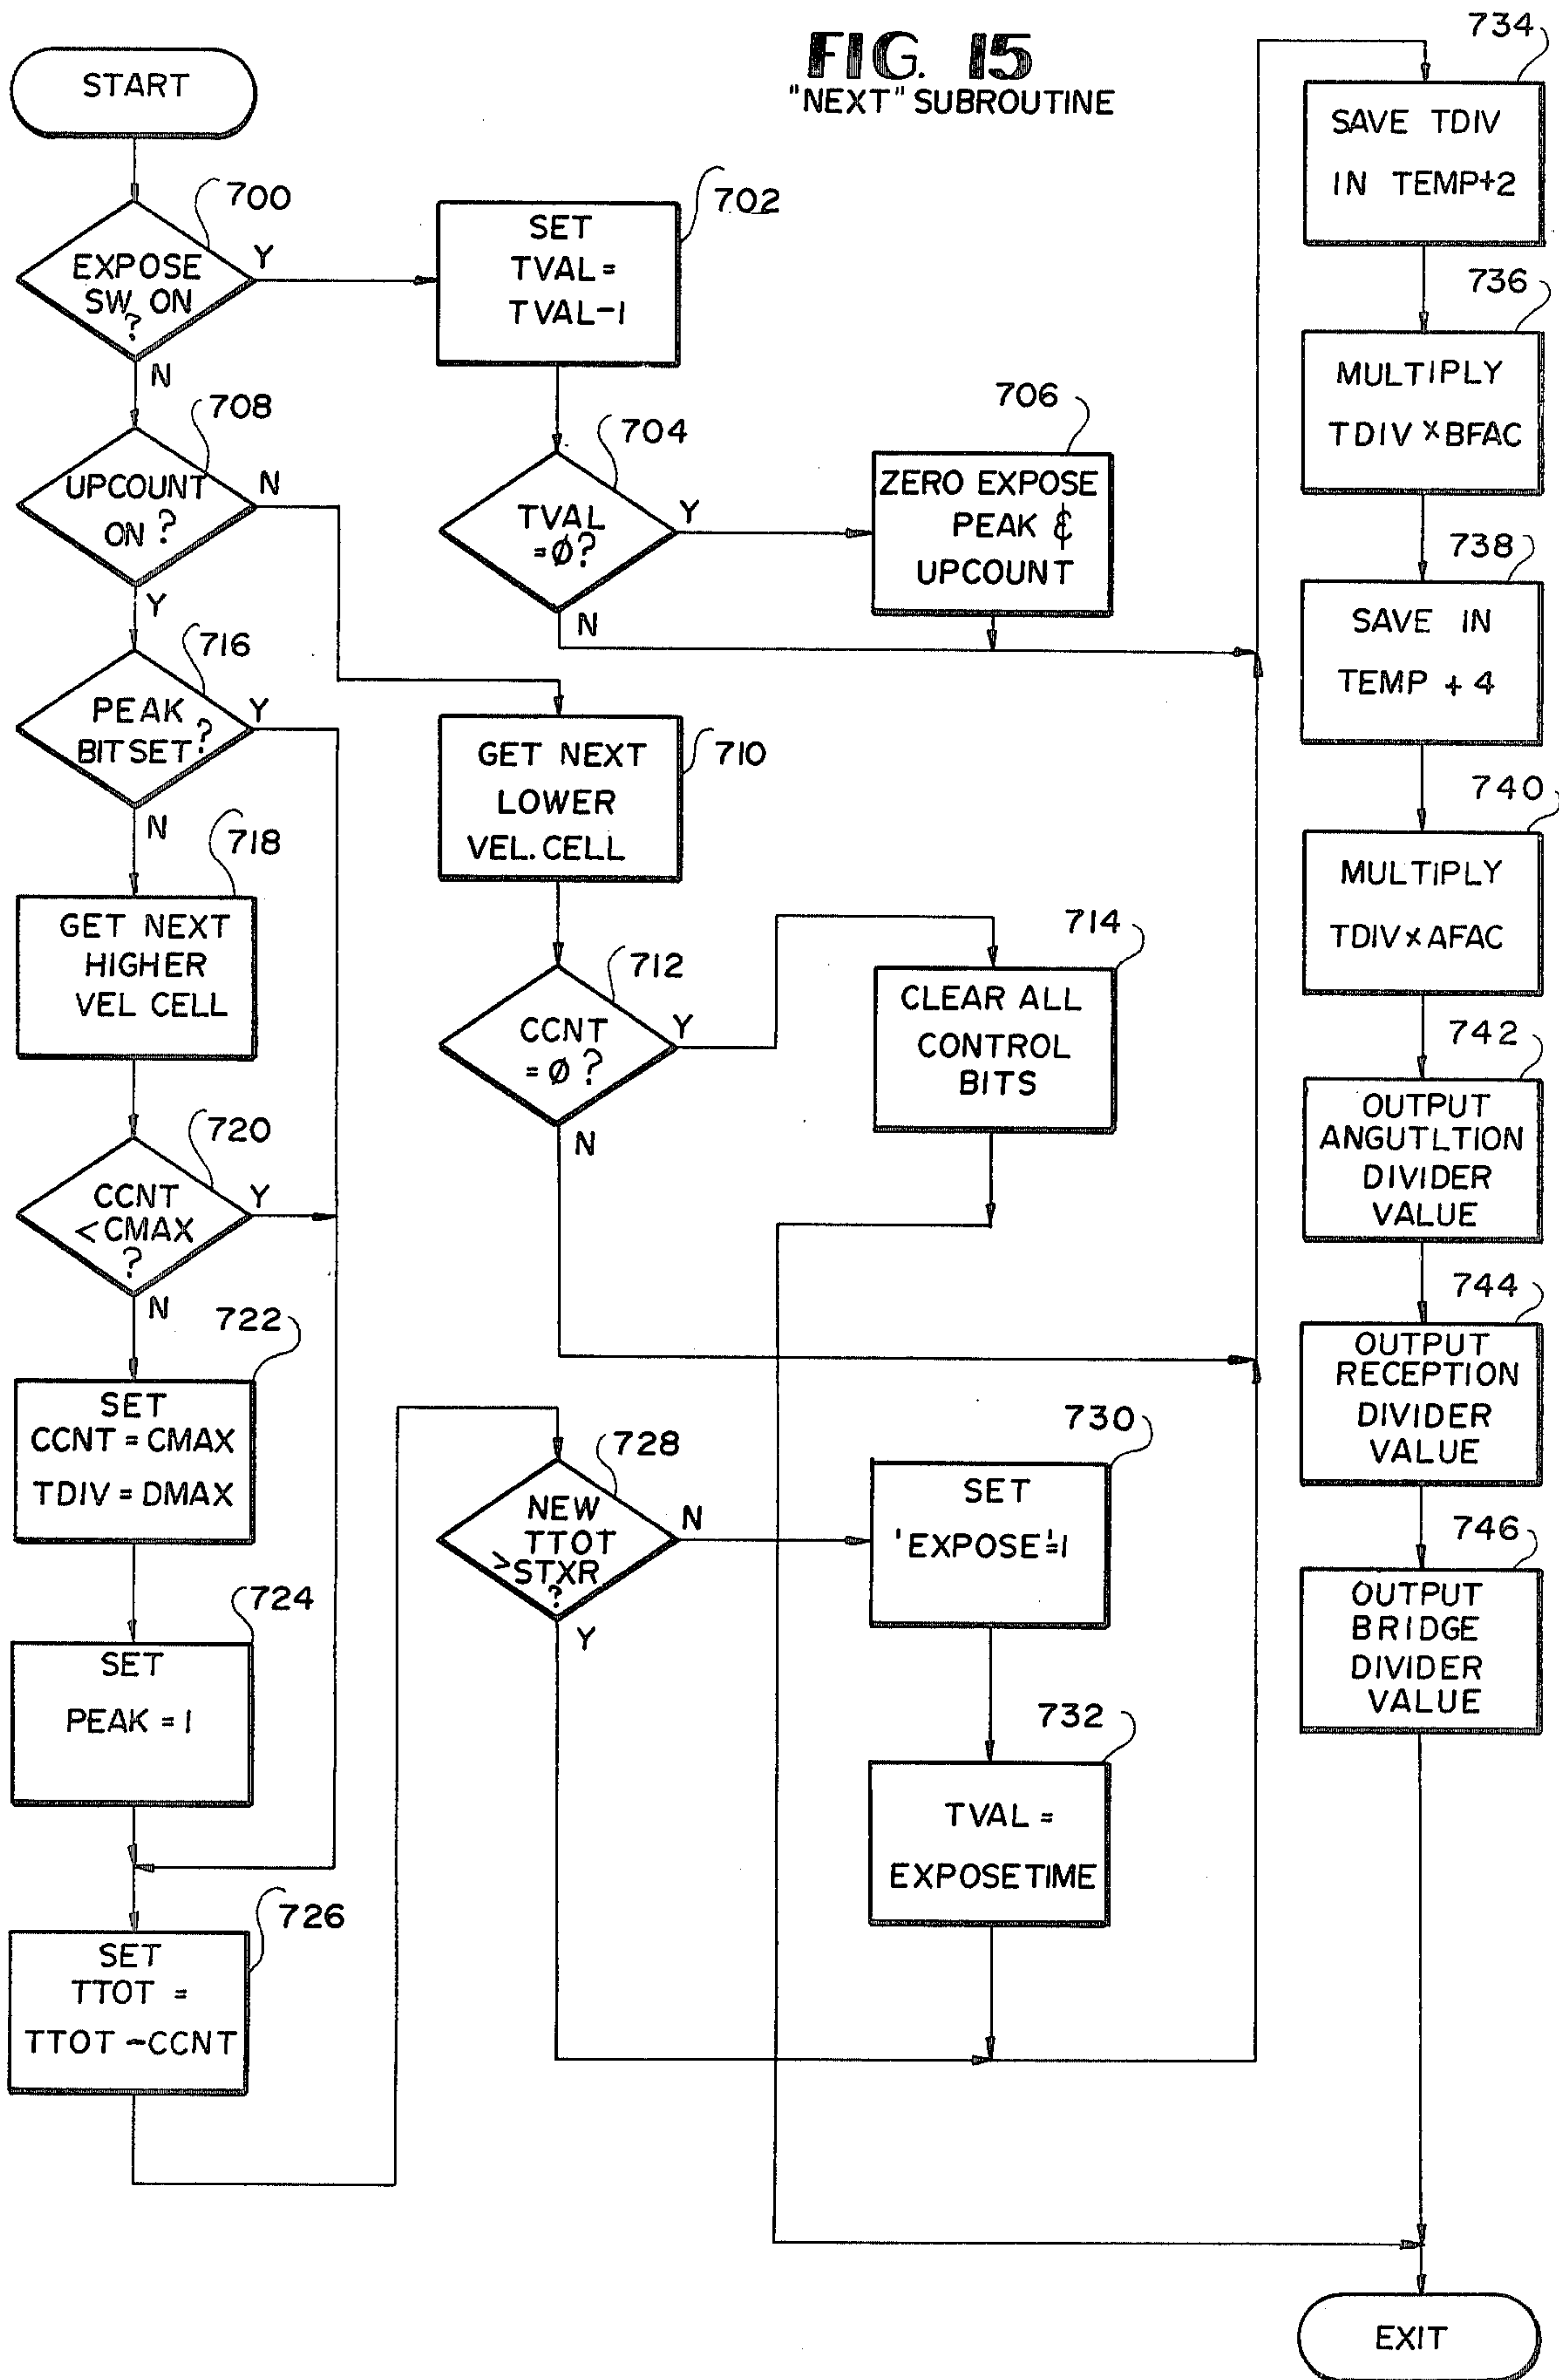 FIG. 15
"NEXT" SUBROUTINE
START
700
EXPOSE
SW ON
?
Y
N
702
SET
TVAL=
TVAL-1
704
TVAL
=Ø?
Y
N
706
ZERO EXPOSE
PEAK &
UPCOUNT
708
UPCOUNT
ON ?
N
Y
710
GET NEXT
LOWER
VEL. CELL
712
CCNT
= Ø ?
Y
N
714
CLEAR ALL
CONTROL
BITS
716
PEAK
BIT SET?
Y
N
718
GET NEXT
HIGHER
VEL CELL
720
CCNT
< CMAX
?
Y
N
722
SET
CCNT = CMAX
TDIV = DMAX
724
SET
PEAK = 1
726
SET
TTOT =
TTOT -CCNT
728
NEW
TTOT
>STXR
?
N
Y
730
SET
'EXPOSE'=1
732
TVAL =
EXPOSETIME
734
SAVE TDIV
IN TEMP+2
736
MULTIPLY
TDIV x BFAC
738
SAVE IN
TEMP + 4
740
MULTIPLY
TDIV x AFAC
742
OUTPUT
ANGUTLTION
DIVIDER
VALUE
744
OUTPUT
RECEPTION
DIVIDER
VALUE
746
OUTPUT
BRIDGE
DIVIDER
VALUE
EXIT